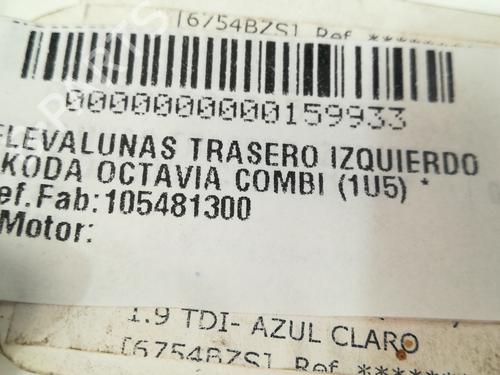 [6754BZS] Ref *******
0000000000159933
ELEVALUNAS TRASERO IZQUIERDO
KODA OCTAVIA COMBI (1U5) *
ef.Fab:105481300
Motor:
1.9 TDI- AZUL CLARO
[6754BZS] Ref *******